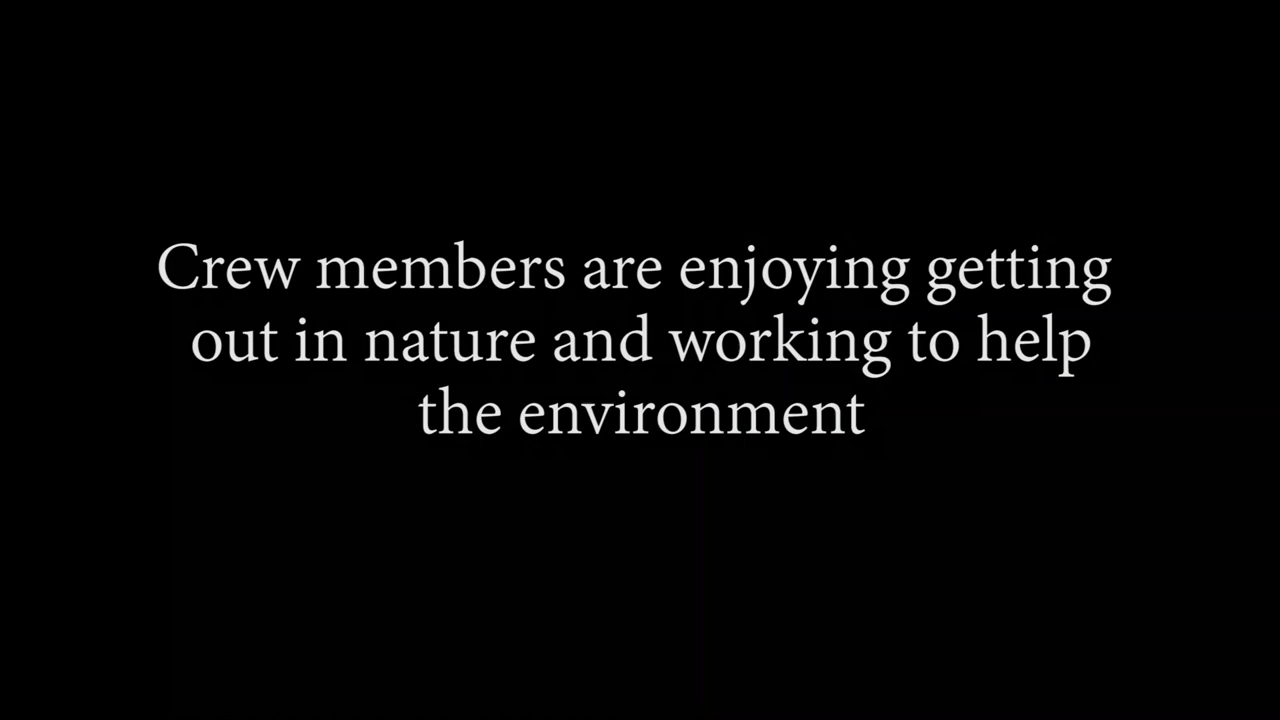 Crew members are enjoying getting
out in nature and working to help
the environment